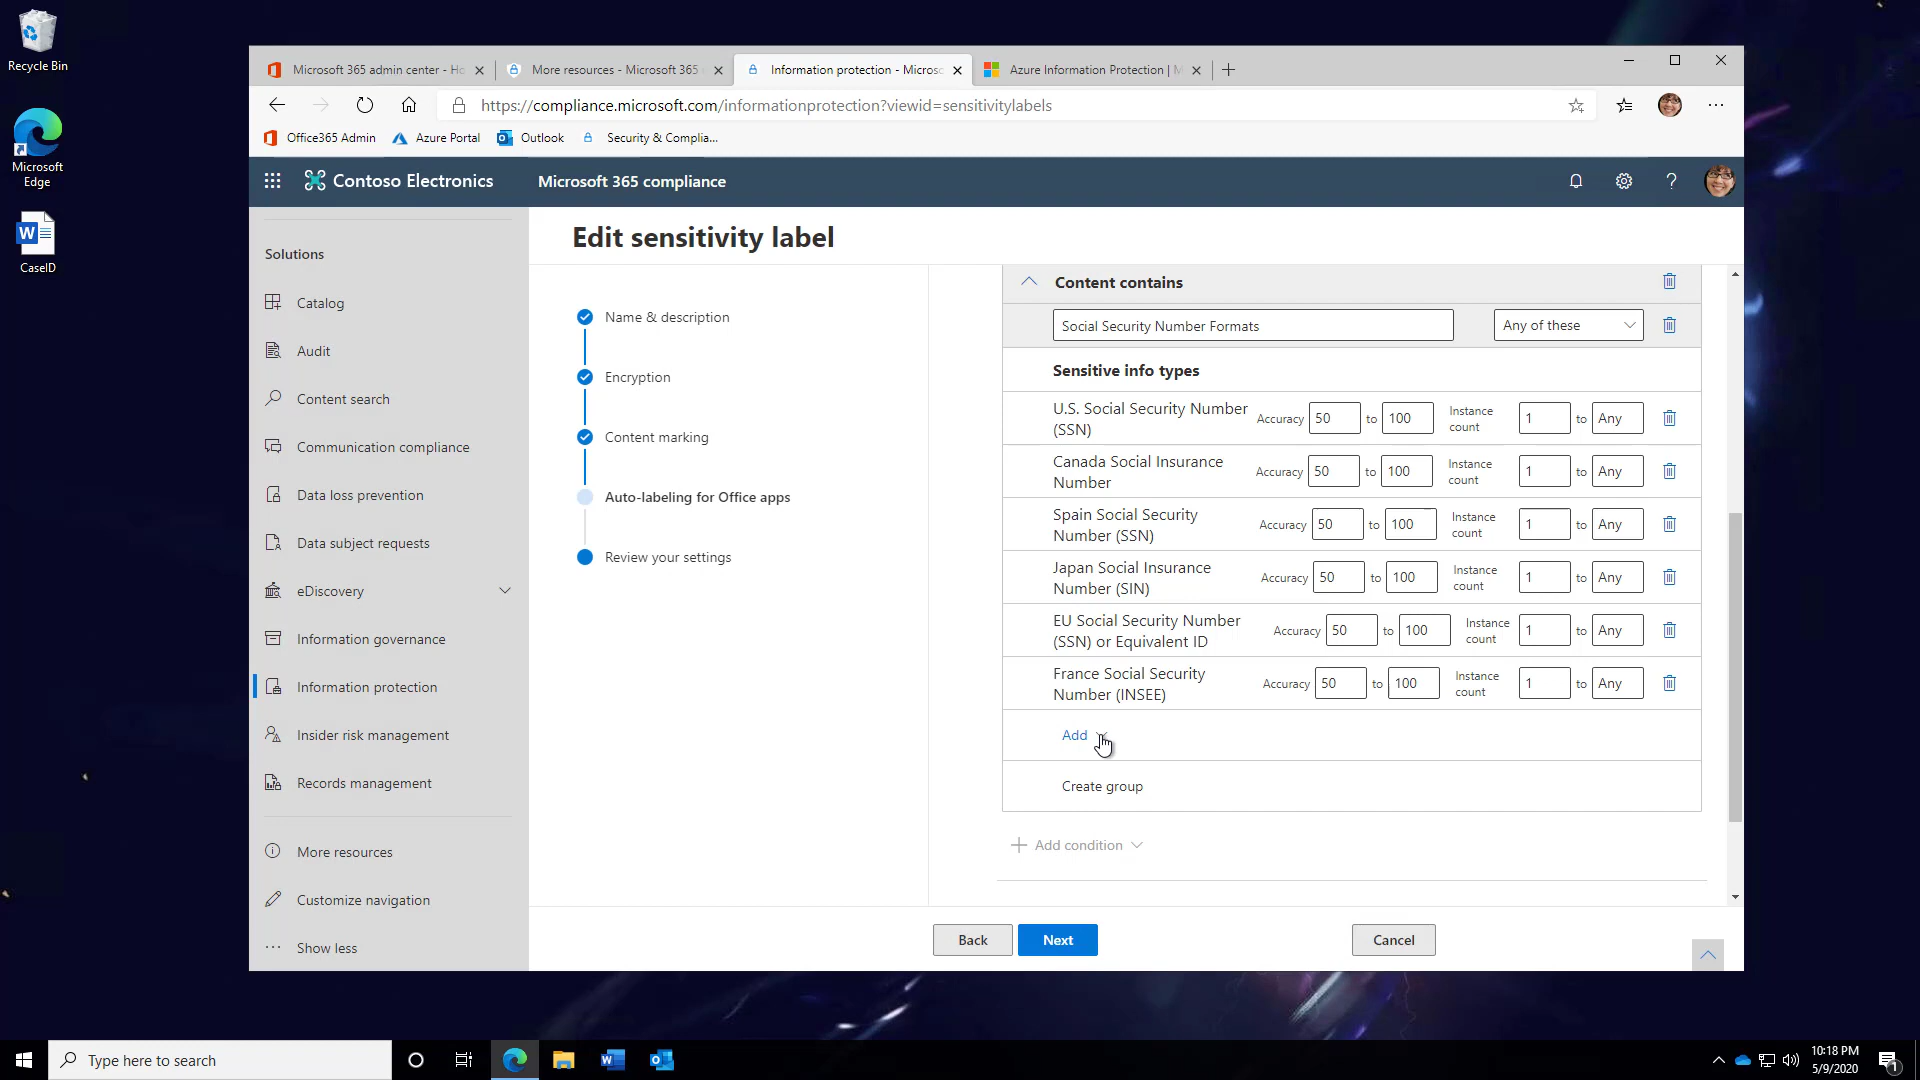 Recycle Bin
Microsoft
Edge
CaseID
Microsoft 365 admin center - Ho
More resources - Microsoft 365
Information protection - Microsc
Azure Information Protection | M
https://compliance.microsoft.com/informationprotection?viewid=sensitivitylabels
Office365 Admin
Azure Portal
Outlook
Security & Complia...
Contoso Electronics
Microsoft 365 compliance
Solutions
Catalog
Audit
Content search
Communication compliance
Data loss prevention
Data subject requests
eDiscovery
Information governance
Information protection
Insider risk management
Records management
More resources
Customize navigation
Show less
Edit sensitivity label
Name & description
Encryption
Content marking
Auto-labeling for Office apps
Review your settings
Content contains
Social Security Number Formats
Any of these
Sensitive info types
U.S. Social Security Number
(SSN)
Accuracy 50 to 100 Instance count 1 to Any
Canada Social Insurance
Number
Accuracy 50 to 100 Instance count 1 to Any
Spain Social Security
Number (SSN)
Accuracy 50 to 100 Instance count 1 to Any
Japan Social Insurance
Number (SIN)
Accuracy 50 to 100 Instance count 1 to Any
EU Social Security Number
(SSN) or Equivalent ID
Accuracy 50 to 100 Instance count 1 to Any
France Social Security
Number (INSEE)
Accuracy 50 to 100 Instance count 1 to Any
Add
Create group
Add condition
Back
Next
Cancel
Type here to search
10:18 PM
5/9/2020
1